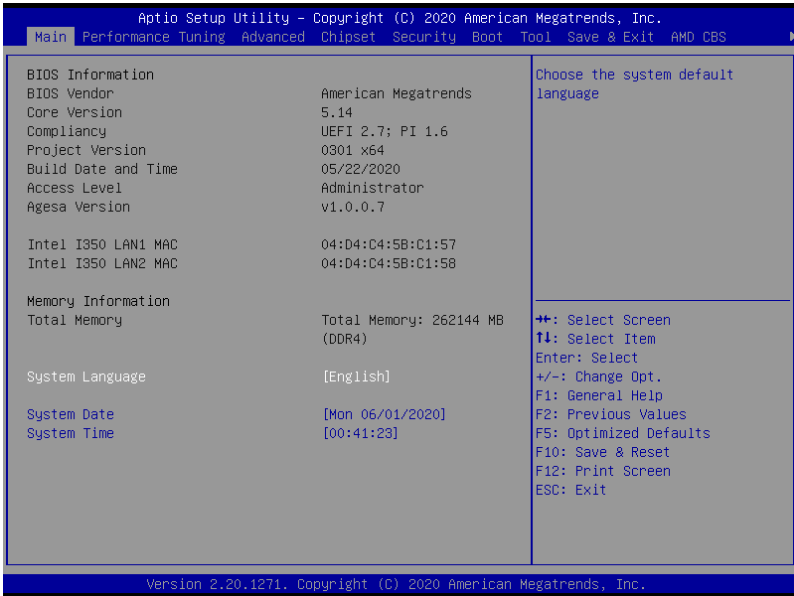 Aptio Setup Utility – Copyright (C) 2020 American Megatrends, Inc.
Main Performance Tuning Advanced Chipset Security Boot Tool Save & Exit AMD CBS
BIOS Information
BIOS Vendor American Megatrends
Core Version 5.14
Compliancy UEFI 2.7; PI 1.6
Project Version 0301 x64
Build Date and Time 05/22/2020
Access Level Administrator
Agesa Version v1.0.0.7
Intel I350 LAN1 MAC 04:D4:C4:5B:C1:57
Intel I350 LAN2 MAC 04:D4:C4:5B:C1:58
Memory Information
Total Memory Total Memory: 262144 MB
(DDR4)
System Language [English]
System Date [Mon 06/01/2020]
System Time [00:41:23]
Choose the system default
language
→←: Select Screen
↑↓: Select Item
Enter: Select
+/-: Change Opt.
F1: General Help
F2: Previous Values
F5: Optimized Defaults
F10: Save & Reset
F12: Print Screen
ESC: Exit
Version 2.20.1271. Copyright (C) 2020 American Megatrends, Inc.